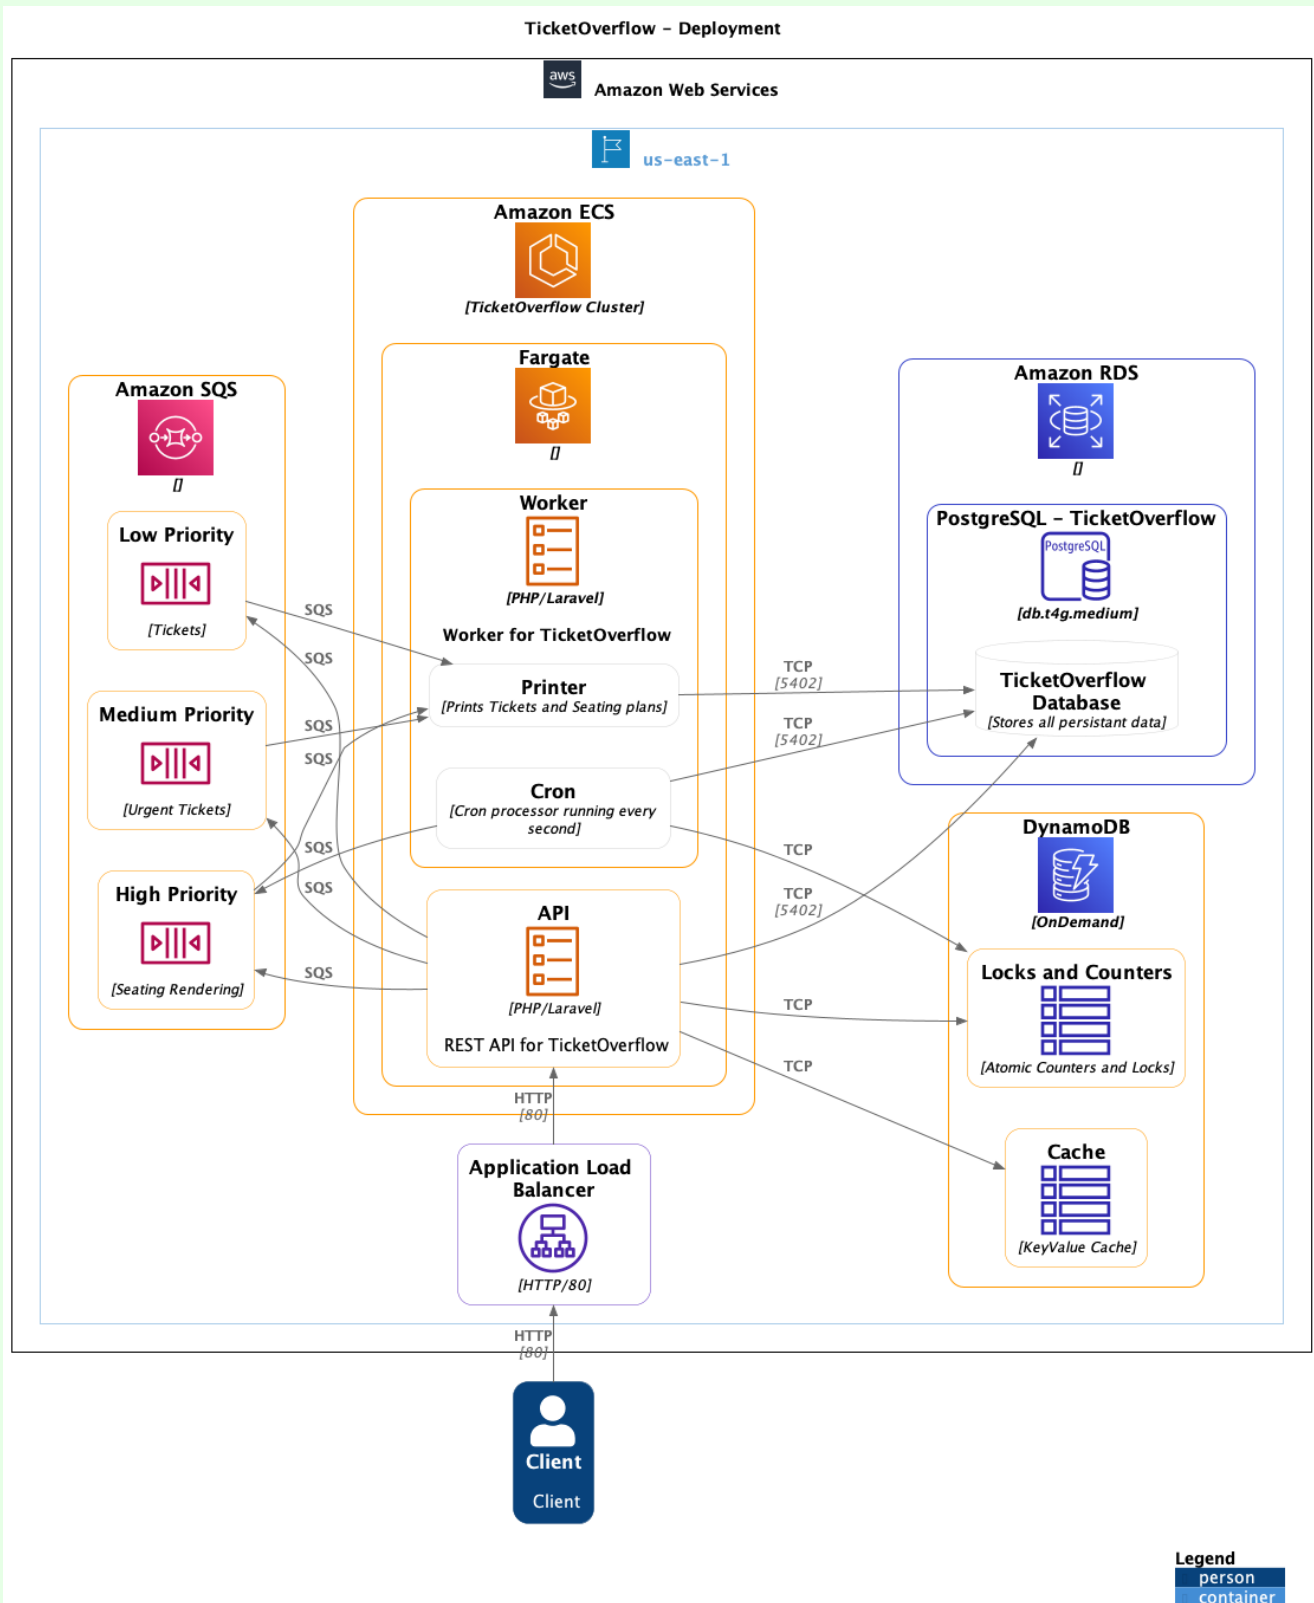 TicketOverflow - Deployment
aws
Amazon Web Services
us-east-1
Amazon ECS
[TicketOverflow Cluster]
Fargate
[]
Amazon SQS
[]
Low Priority
[Tickets]
Medium Priority
[Urgent Tickets]
High Priority
[Seating Rendering]
Worker
[PHP/Laravel]
Worker for TicketOverflow
Printer
[Prints Tickets and Seating plans]
Cron
[Cron processor running every
second]
API
[PHP/Laravel]
REST API for TicketOverflow
Amazon RDS
[]
PostgreSQL - TicketOverflow
PostgreSQL
[db.t4g.medium]
TicketOverflow
Database
[Stores all persistant data]
DynamoDB
[OnDemand]
Locks and Counters
[Atomic Counters and Locks]
Cache
[KeyValue Cache]
SQS
SQS
SQS
SQS
SQS
SQS
SQS
TCP
[5402]
TCP
[5402]
TCP
TCP
[5402]
TCP
TCP
HTTP
[80]
Application Load
Balancer
[HTTP/80]
HTTP
[80]
Client
Client
Legend
person
container